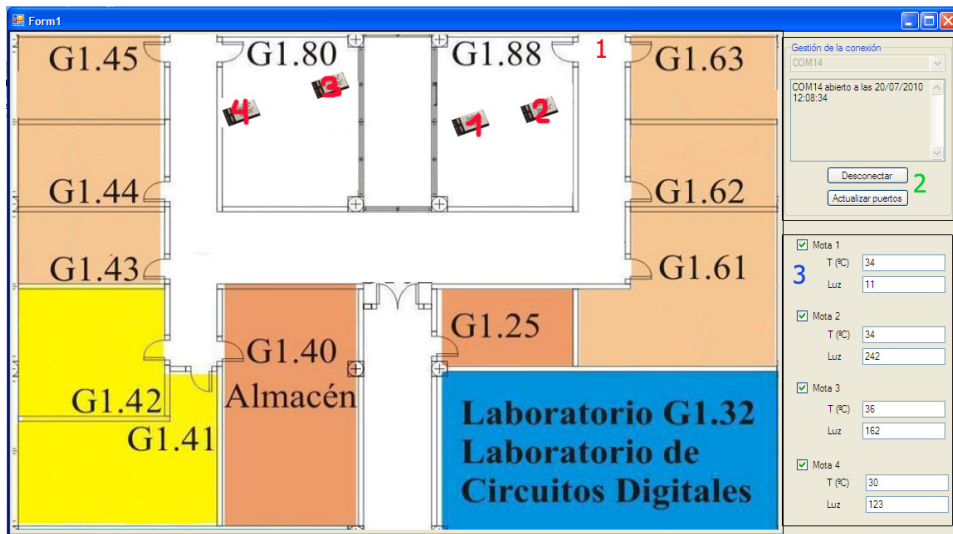 Form1
G1.45
G1.80
G1.88
1
G1.63
4
3
1
2
G1.44
G1.62
G1.43
G1.61
G1.25
G1.40
Almacén
G1.42
G1.41
Laboratorio G1.32
Laboratorio de
Circuitos Digitales
Gestión de la conexión
COM14
COM14 abierto a las 20/07/2010
12:08:34
Desconectar
2
Actualizar puertos
3
Mota 1
T (ºC) 34
Luz 11
Mota 2
T (ºC) 34
Luz 242
Mota 3
T (ºC) 36
Luz 162
Mota 4
T (ºC) 30
Luz 123